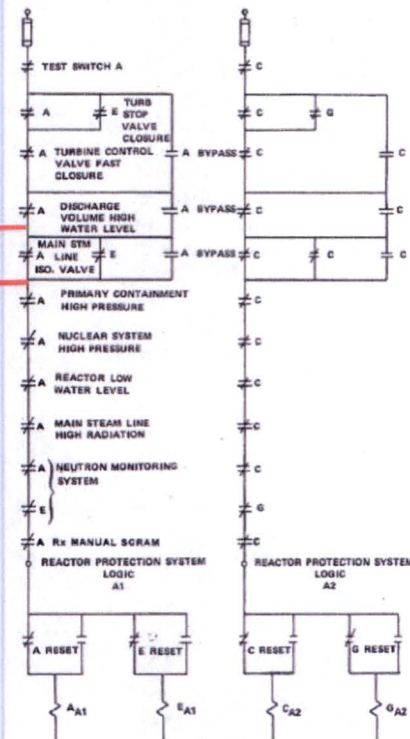 TEST SWITCH A
C
A
E TURB
STOP
VALVE
CLOSURE
C
G
A TURBINE CONTROL
VALVE FAST
CLOSURE
A BYPASS
C
C
A DISCHARGE
VOLUME HIGH
WATER LEVEL
A BYPASS
C
C
MAIN STM
A LINE
ISO. VALVE
E
A BYPASS
C
C
C
A PRIMARY CONTAINMENT
HIGH PRESSURE
C
A NUCLEAR SYSTEM
HIGH PRESSURE
C
A REACTOR LOW
WATER LEVEL
C
A MAIN STEAM LINE
HIGH RADIATION
C
A NEUTRON MONITORING
SYSTEM
C
E
G
A Rx MANUAL SCRAM
C
REACTOR PROTECTION SYSTEM
LOGIC
A1
REACTOR PROTECTION SYSTEM
LOGIC
A2
A RESET
E RESET
C RESET
G RESET
AA1
EA1
CA2
GA2